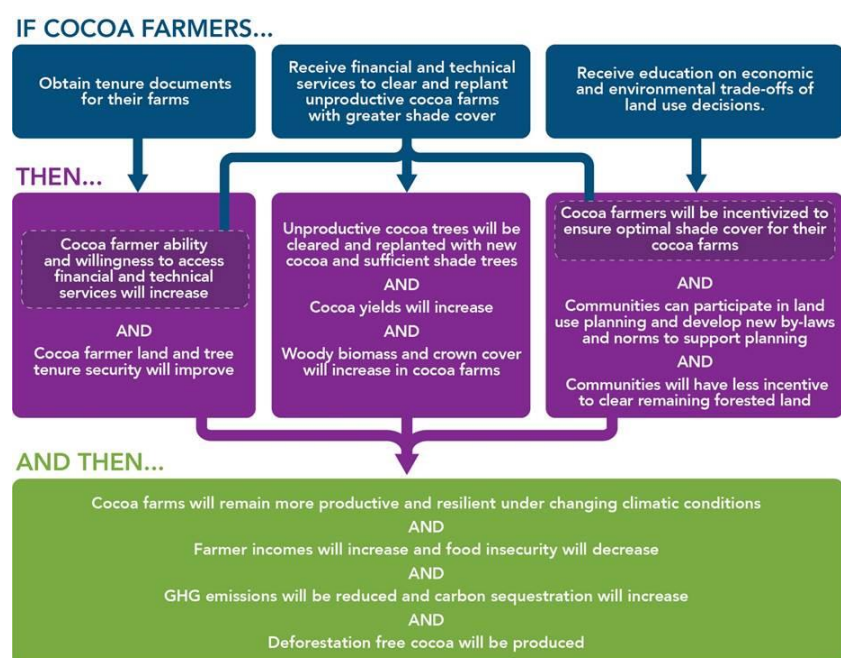 IF COCOA FARMERS...
Obtain tenure documents
for their farms
Receive financial and technical
services to clear and replant
unproductive cocoa farms
with greater shade cover
Receive education on economic
and environmental trade-offs of
land use decisions.
THEN...
Cocoa farmer ability
and willingness to access
financial and technical
services will increase
AND
Cocoa farmer land and tree
tenure security will improve
Unproductive cocoa trees will be
cleared and replanted with new
cocoa and sufficient shade trees
AND
Cocoa yields will increase
AND
Woody biomass and crown cover
will increase in cocoa farms
Cocoa farmers will be incentivized to
ensure optimal shade cover for their
cocoa farms
AND
Communities can participate in land
use planning and develop new by-laws
and norms to support planning
AND
Communities will have less incentive
to clear remaining forested land
AND THEN...
Cocoa farms will remain more productive and resilient under changing climatic conditions
AND
Farmer incomes will increase and food insecurity will decrease
AND
GHG emissions will be reduced and carbon sequestration will increase
AND
Deforestation free cocoa will be produced